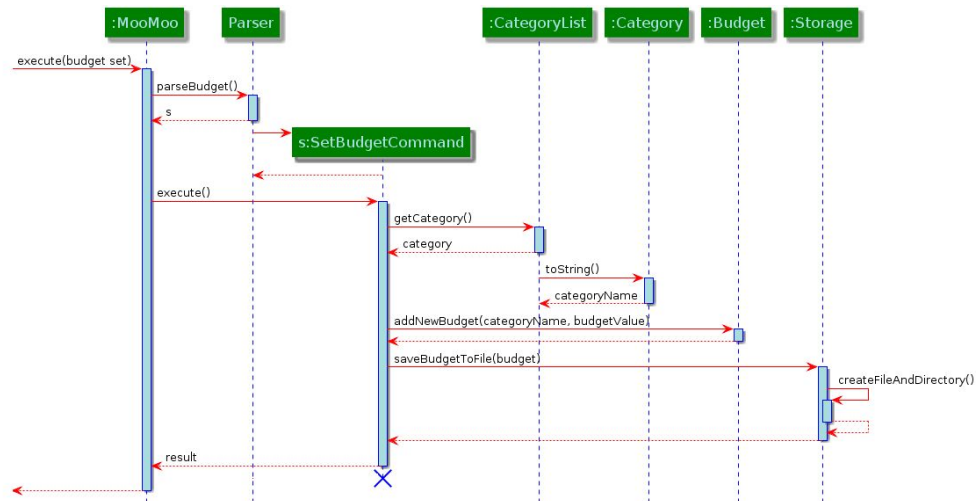 :MooMoo
Parser
:CategoryList
:Category
:Budget
:Storage
execute(budget set)
parseBudget()
s
s:SetBudgetCommand
execute()
getCategory()
category
toString()
categoryName
addNewBudget(categoryName, budgetValue)
saveBudgetToFile(budget)
createFileAndDirectory()
result